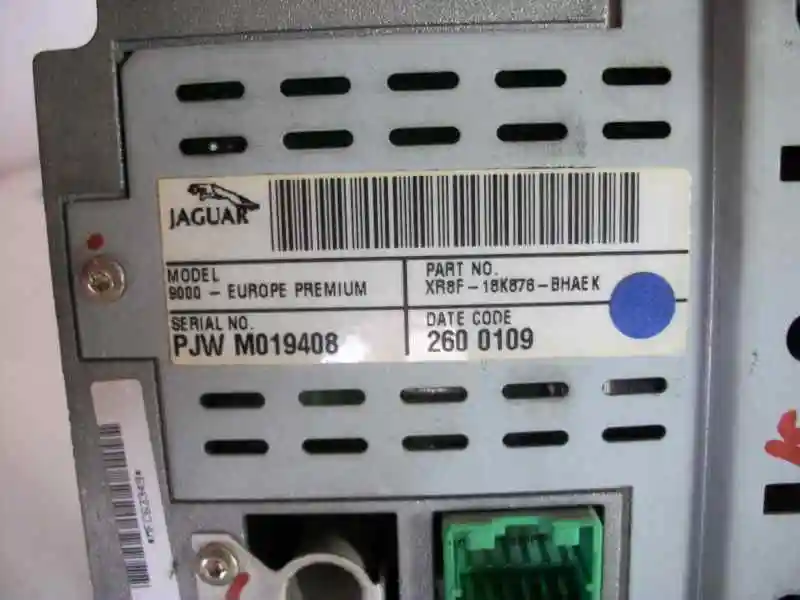 JAGUAR
MODEL
9000 - EUROPE PREMIUM
PART NO.
XR8F-18K876-BHAEK
SERIAL NO.
PJW M019408
DATE CODE
260 0109